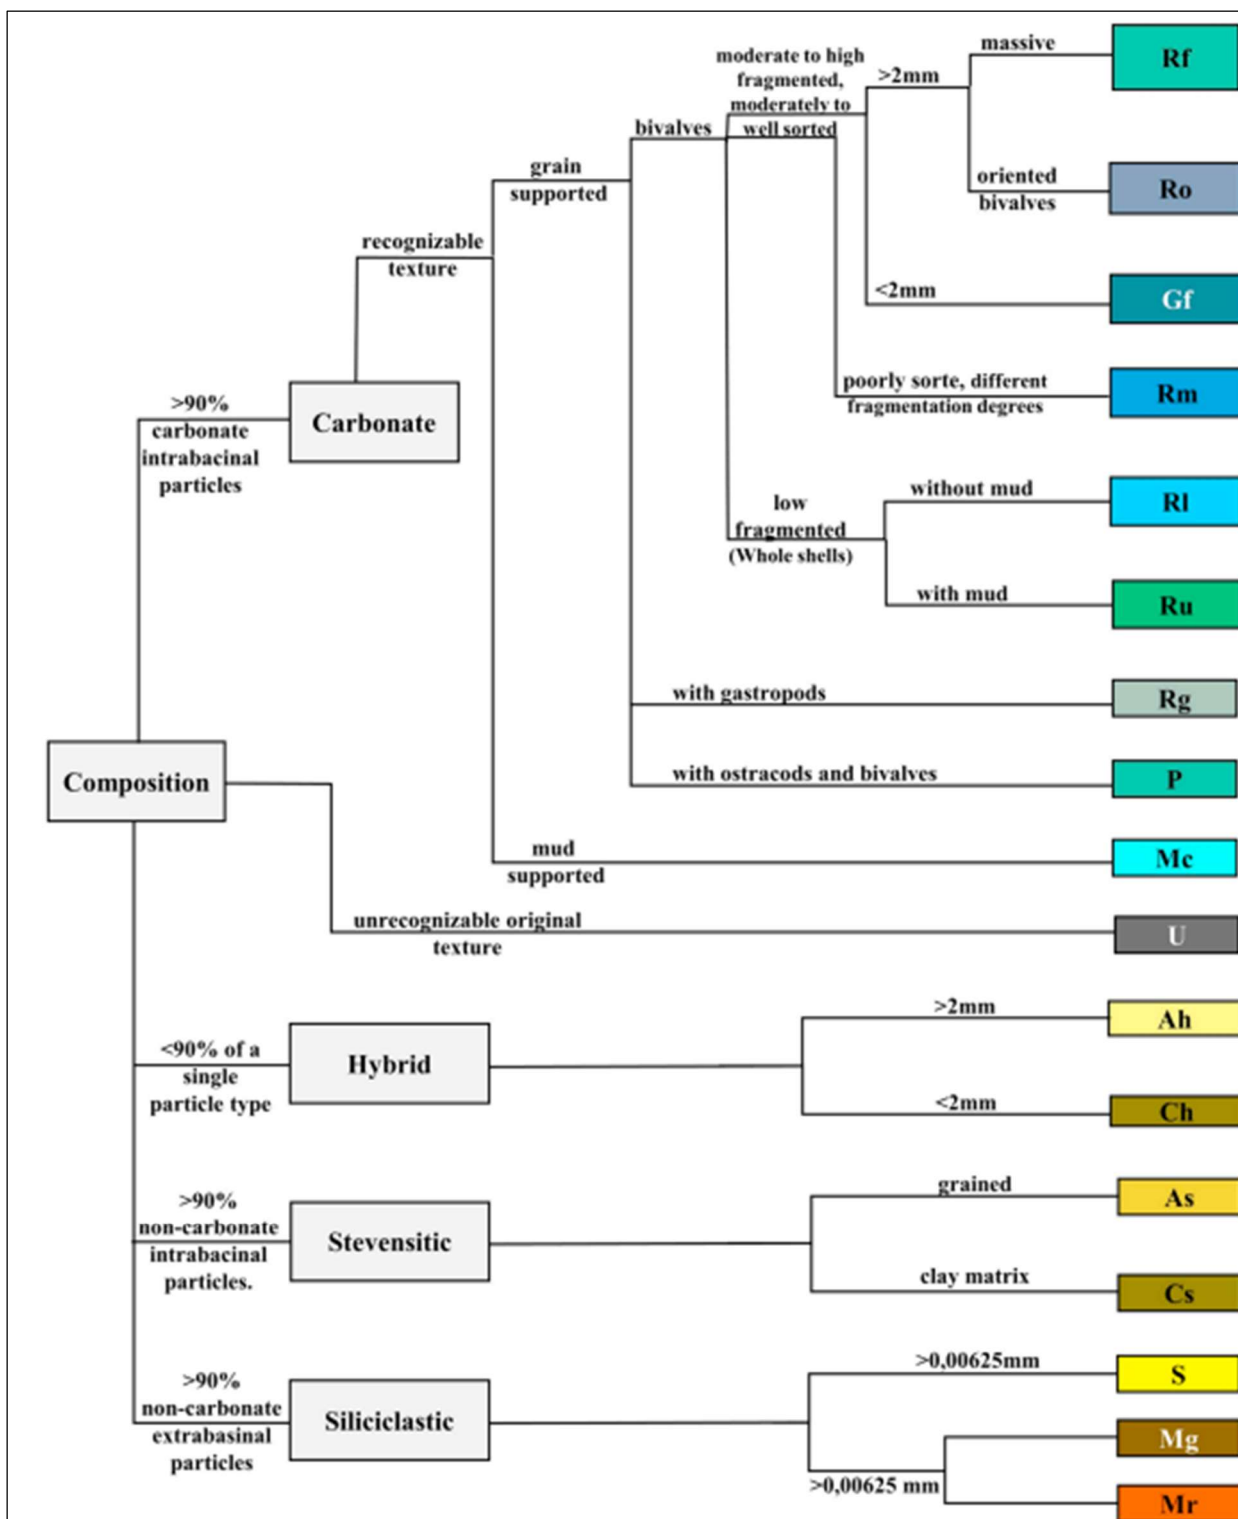 massive
Rf
moderate to high
fragmented,
moderately to
well sorted
>2mm
bivalves
grain
supported
oriented
bivalves
Ro
recognizable
texture
<2mm
Gf
poorly sorte, different
fragmentation degrees
Rm
>90%
carbonate
intrabacinal
particles
Carbonate
low
fragmented
(Whole shells)
without mud
Rl
with mud
Ru
with gastropods
Rg
Composition
with ostracods and bivalves
P
mud
supported
Mc
unrecognizable original
texture
U
>2mm
Ah
<90% of a
single
particle type
Hybrid
<2mm
Ch
>90%
non-carbonate
intrabacinal
particles.
Stevensitic
grained
As
clay matrix
Cs
>90%
non-carbonate
extrabasinal
particles
Siliciclastic
>0,00625mm
S
>0,00625 mm
Mg
Mr